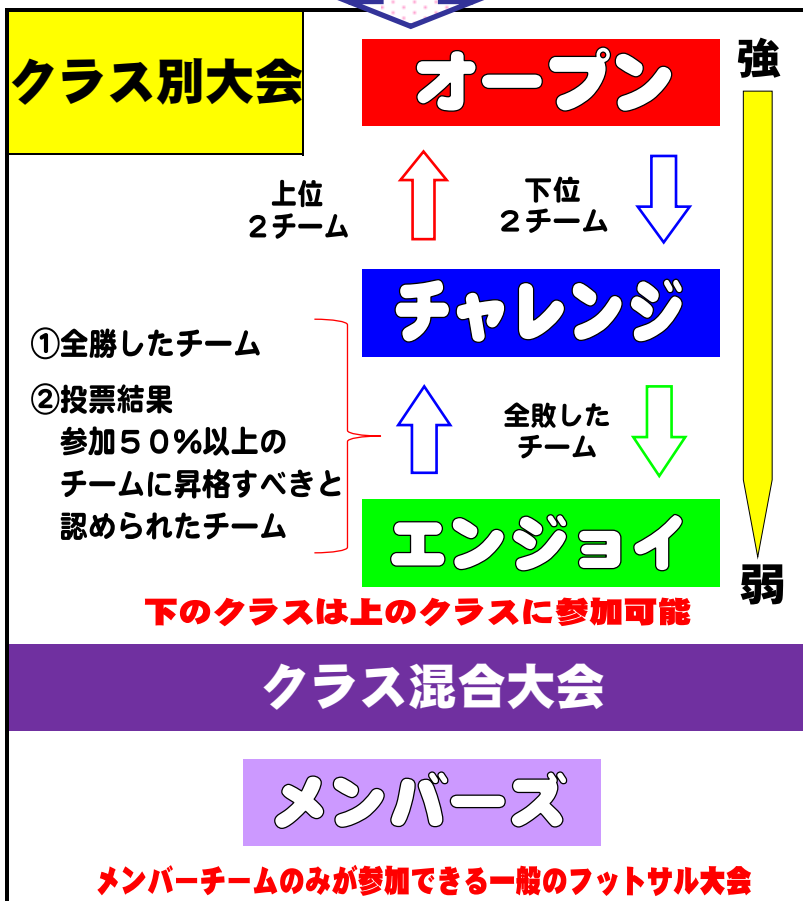 クラス別大会
オープン
強
上位
2チーム
下位
2チーム
チャレンジ
①全勝したチーム
②投票結果
参加50%以上の
チームに昇格すべきと
認められたチーム
全敗した
チーム
エンジョイ
弱
下のクラスは上のクラスに参加可能
クラス混合大会
メンバーズ
メンバーチームのみが参加できる一般のフットサル大会